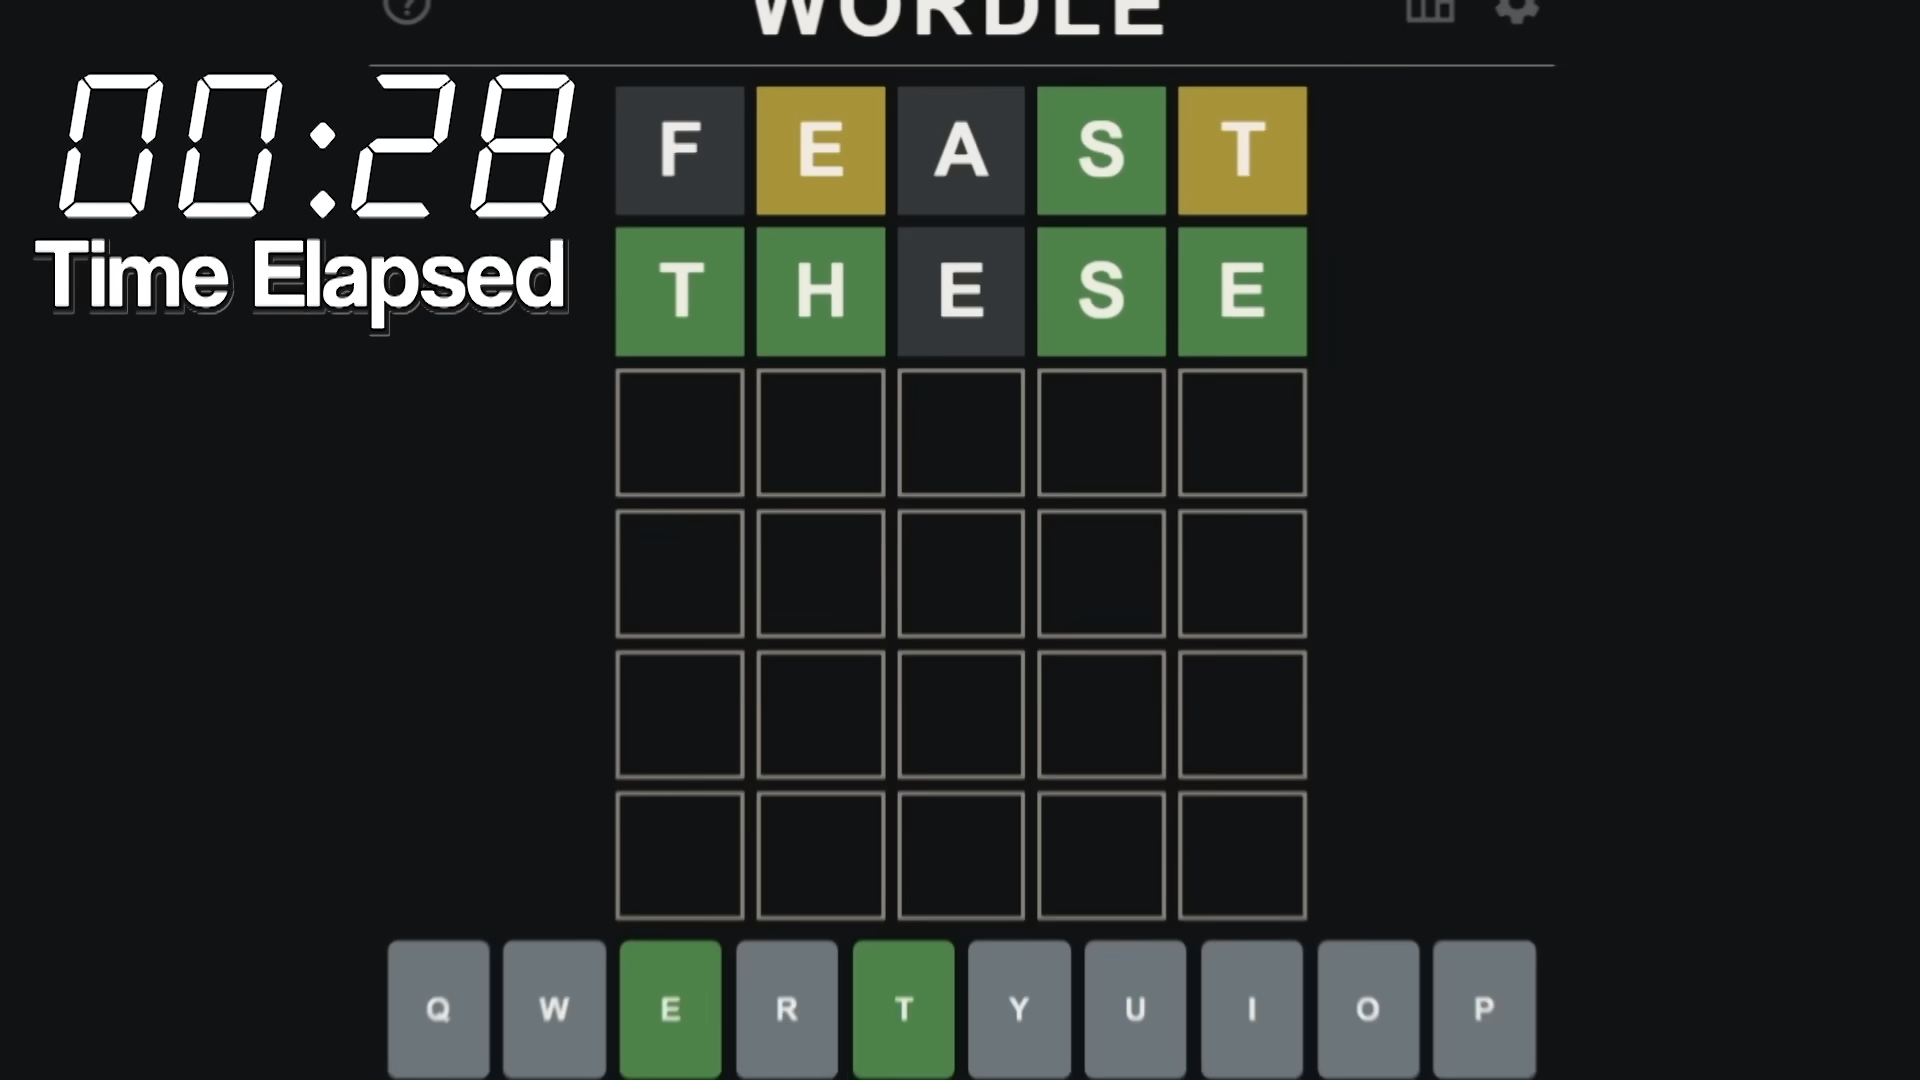 ?
WORDLE
00:28
Time Elapsed
F E A S T
T H E S E
Q W E R T Y U I O P